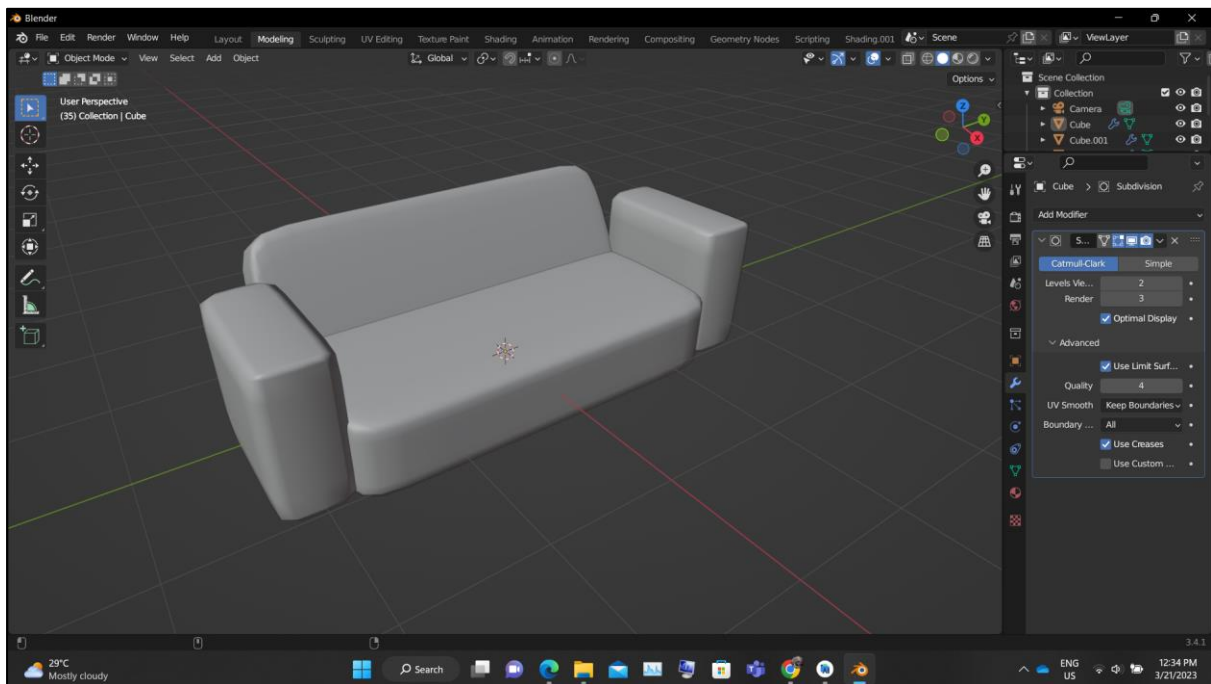 Blender
File Edit Render Window Help Layout Modeling Sculpting UV Editing Texture Paint Shading Animation Rendering Compositing Geometry Nodes Scripting Shading.001 Scene ViewLayer
Object Mode View Select Add Object Global
Options
User Perspective
(35) Collection | Cube
Z
Y
X
Scene Collection
Collection
Camera
Cube
Cube.001
Cube > Subdivision
Add Modifier
S...
Catmull-Clark Simple
Levels Vie... 2
Render 3
Optimal Display
Advanced
Use Limit Surf...
Quality 4
UV Smooth Keep Boundaries
Boundary ... All
Use Creases
Use Custom ...
3.4.1
29°C
Mostly cloudy
Search
ENG
US
12:34 PM
3/21/2023